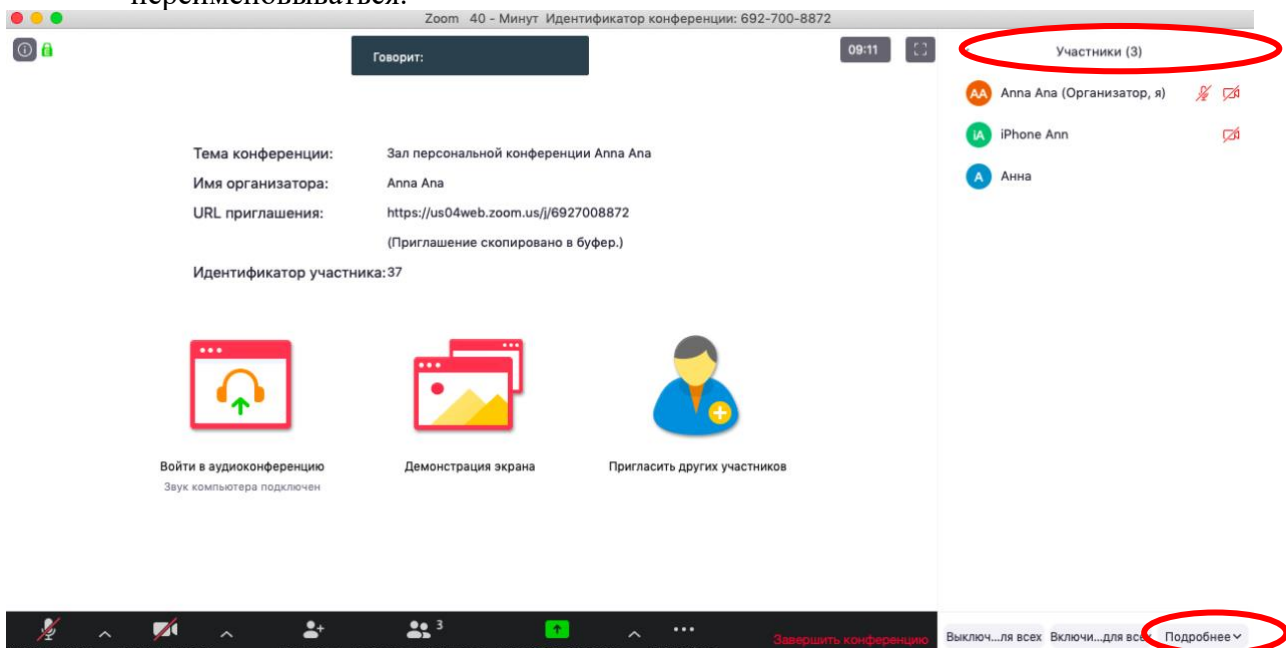 переименовываться.
Zoom 40 - Минут Идентификатор конференции: 692-700-8872
Говорит:
09:11
Участники (3)
AA Anna Ana (Организатор, я)
iA iPhone Ann
А Анна
Тема конференции: Зал персональной конференции Anna Ana
Имя организатора: Anna Ana
URL приглашения: https://us04web.zoom.us/j/6927008872
(Приглашение скопировано в буфер.)
Идентификатор участника:37
Войти в аудиоконференцию
Звук компьютера подключен
Демонстрация экрана
Пригласить других участников
3
Завершить конференцию
Выключ...ля всех Включи...для всех Подробнее